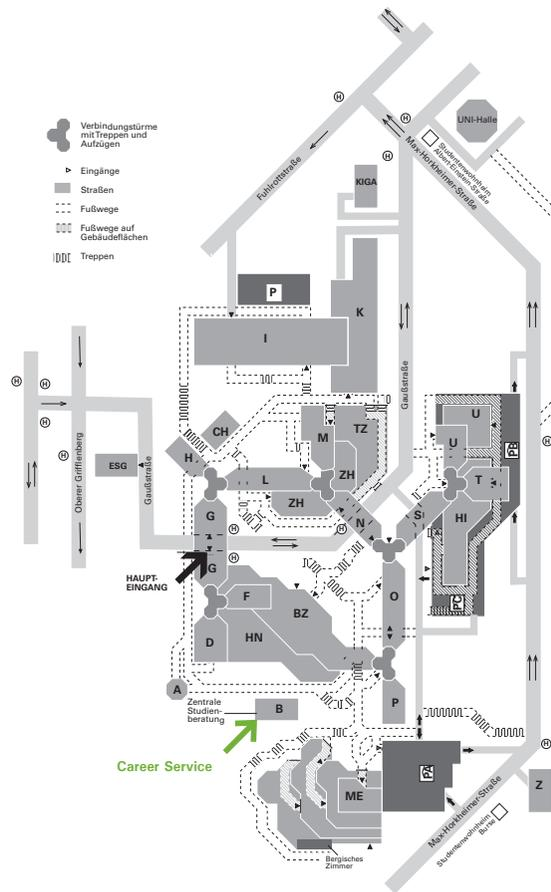 Verbindungstürme
mit Treppen und
Aufzügen
Eingänge
Straßen
Fußwege
Fußwege auf
Gebäudeflächen
Treppen
H
UNI-Halle
Studentenwohnheim
Albert-Einstein-Straße
Max-Horkheimer-Straße
Fuhlrottstraße
H
H
KIGA
P
K
I
Gaußstraße
H
H
H
H
Oberer Grifflenberg
ESG
Gaußstraße
CH
H
M
TZ
ZH
L
ZH
N
G
H
H
H
G
HAUPT-
EINGANG
U
U
T
S
HI
PB
H
PC
F
BZ
HN
D
O
A
Zentrale
Studien-
beratung
B
P
Career Service
ME
PA
H
Z
Max-Horkheimer-Straße
Studentenwohnheim
Burse
Bergisches
Zimmer